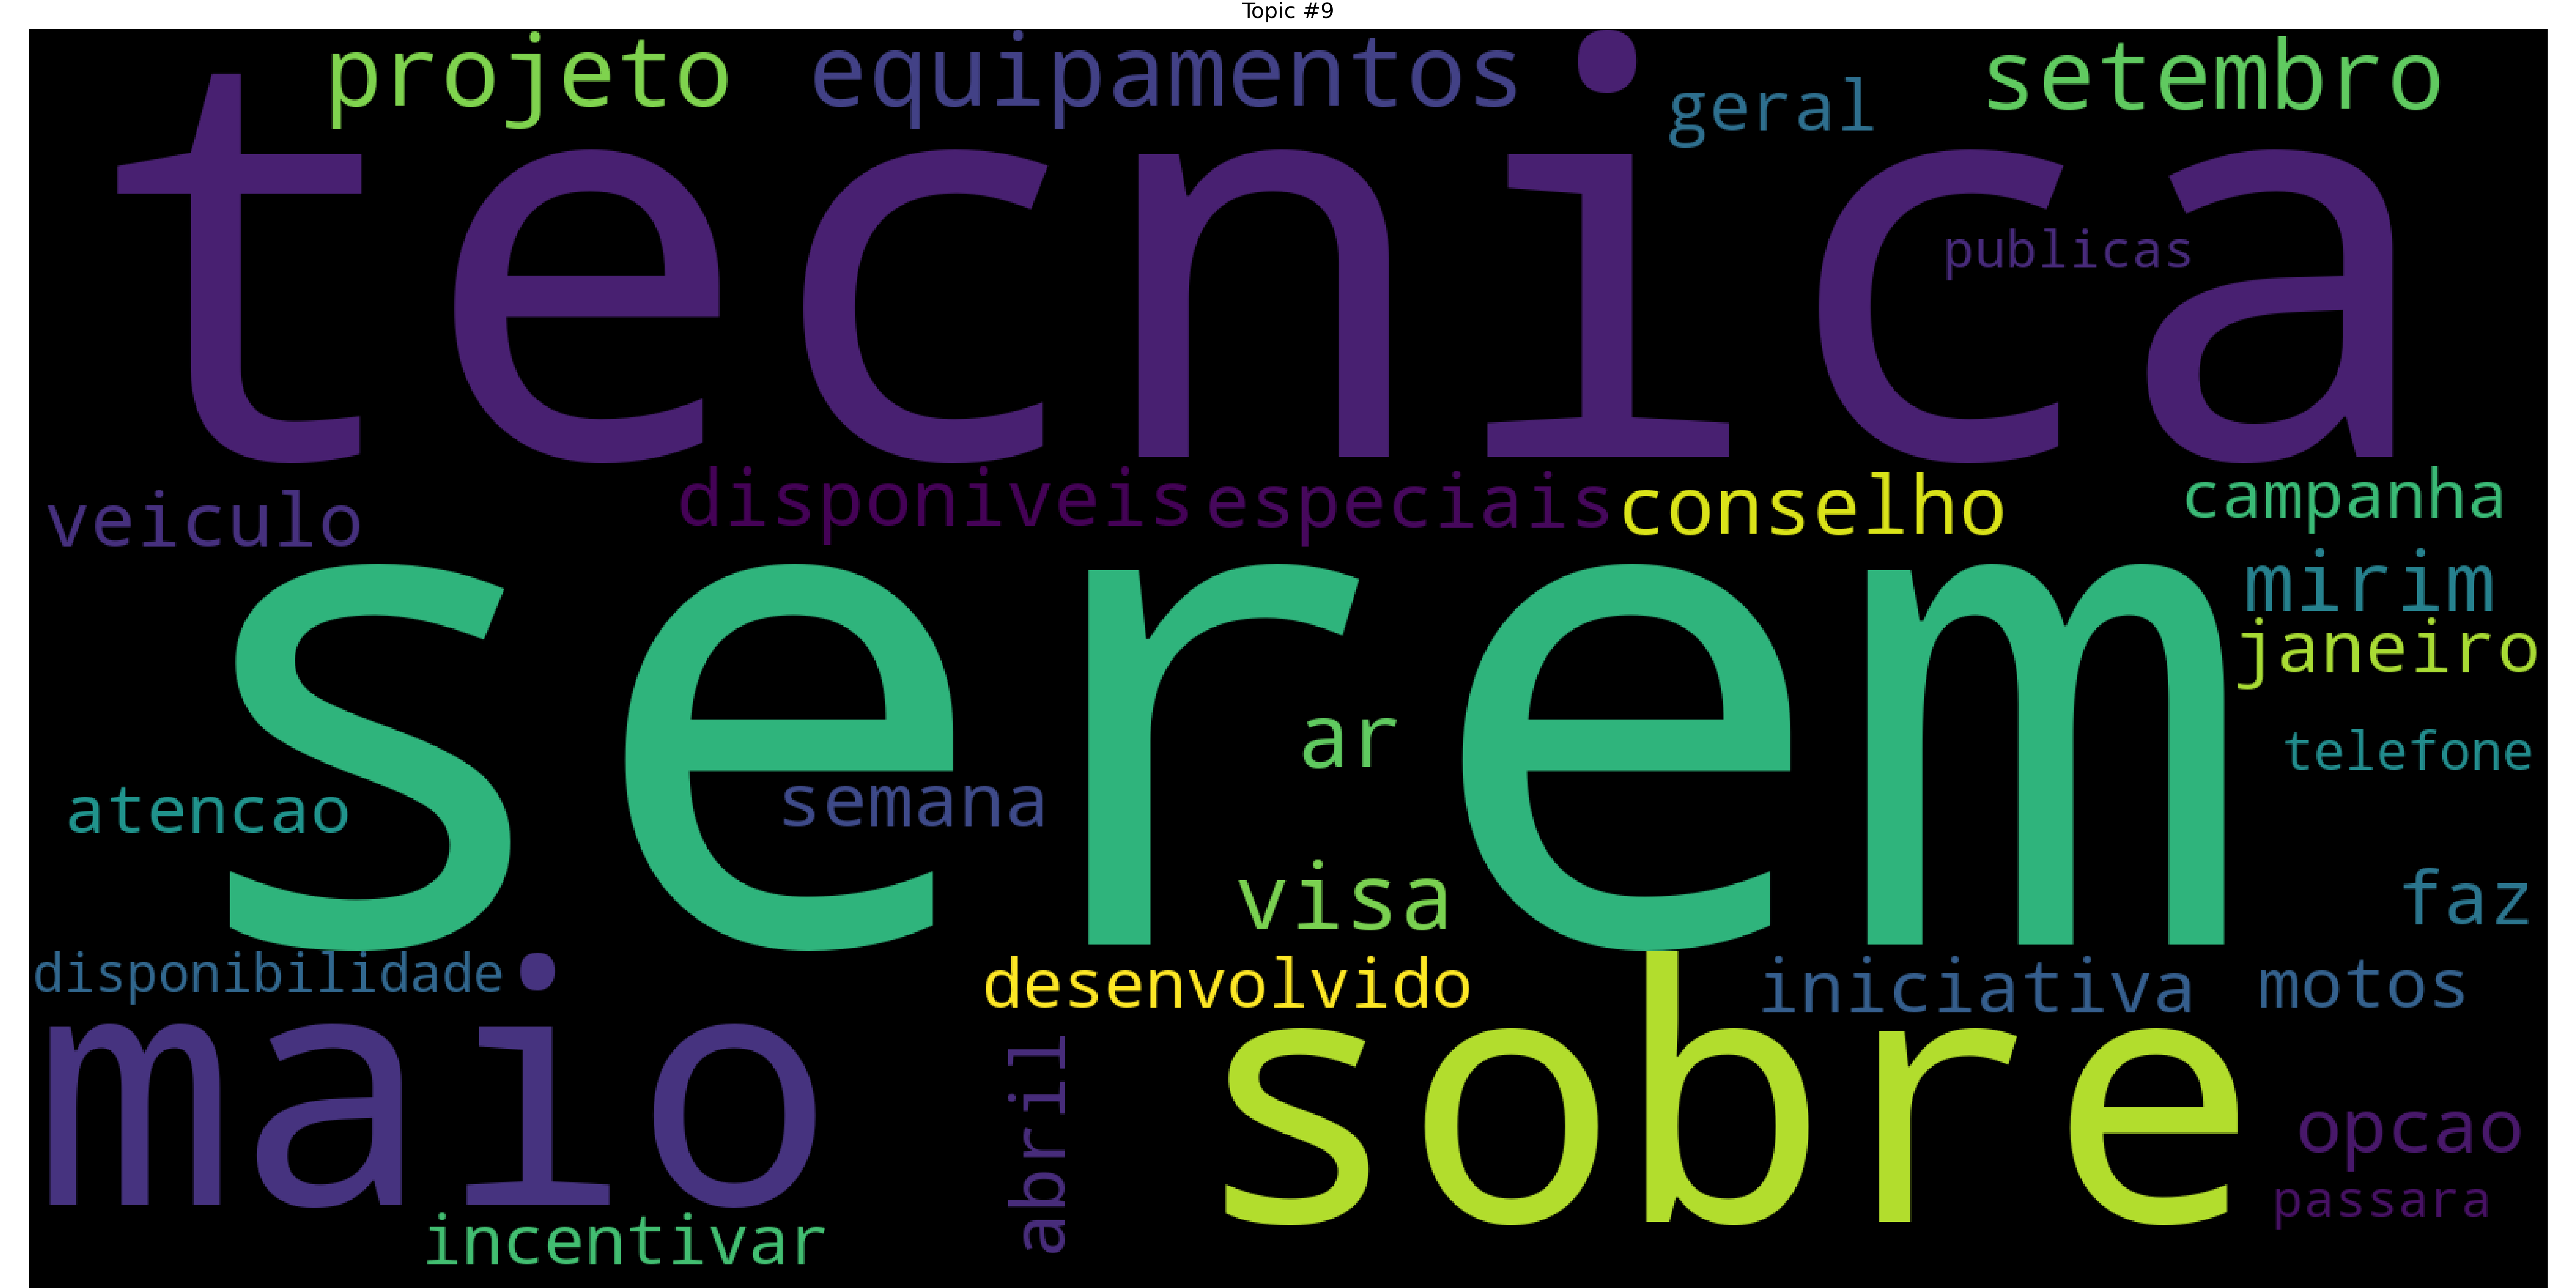 Topic #9
projeto
equipamentos
setembro
geral
tecnica
publicas
veiculo
disponiveis
especiais
conselho
campanha
mirim
janeiro
serem
ar
telefone
atencao
semana
visa
faz
disponibilidade
desenvolvido
iniciativa
motos
maio
abril
sobre
opcao
passara
incentivar